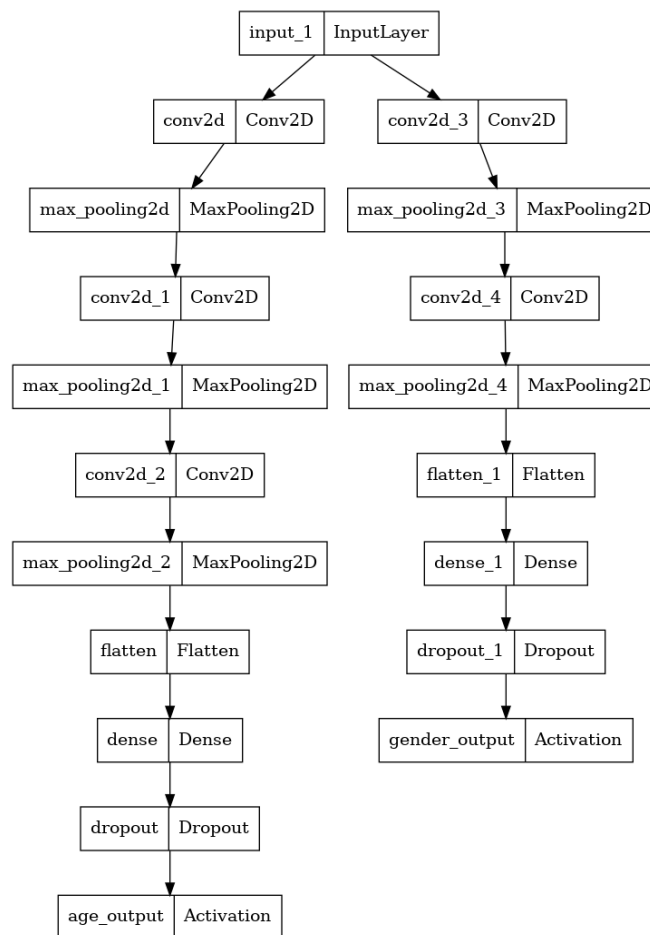 input_1 InputLayer
conv2d Conv2D
conv2d_3 Conv2D
max_pooling2d MaxPooling2D
max_pooling2d_3 MaxPooling2D
conv2d_1 Conv2D
conv2d_4 Conv2D
max_pooling2d_1 MaxPooling2D
max_pooling2d_4 MaxPooling2D
conv2d_2 Conv2D
flatten_1 Flatten
max_pooling2d_2 MaxPooling2D
dense_1 Dense
flatten Flatten
dropout_1 Dropout
dense Dense
gender_output Activation
dropout Dropout
age_output Activation